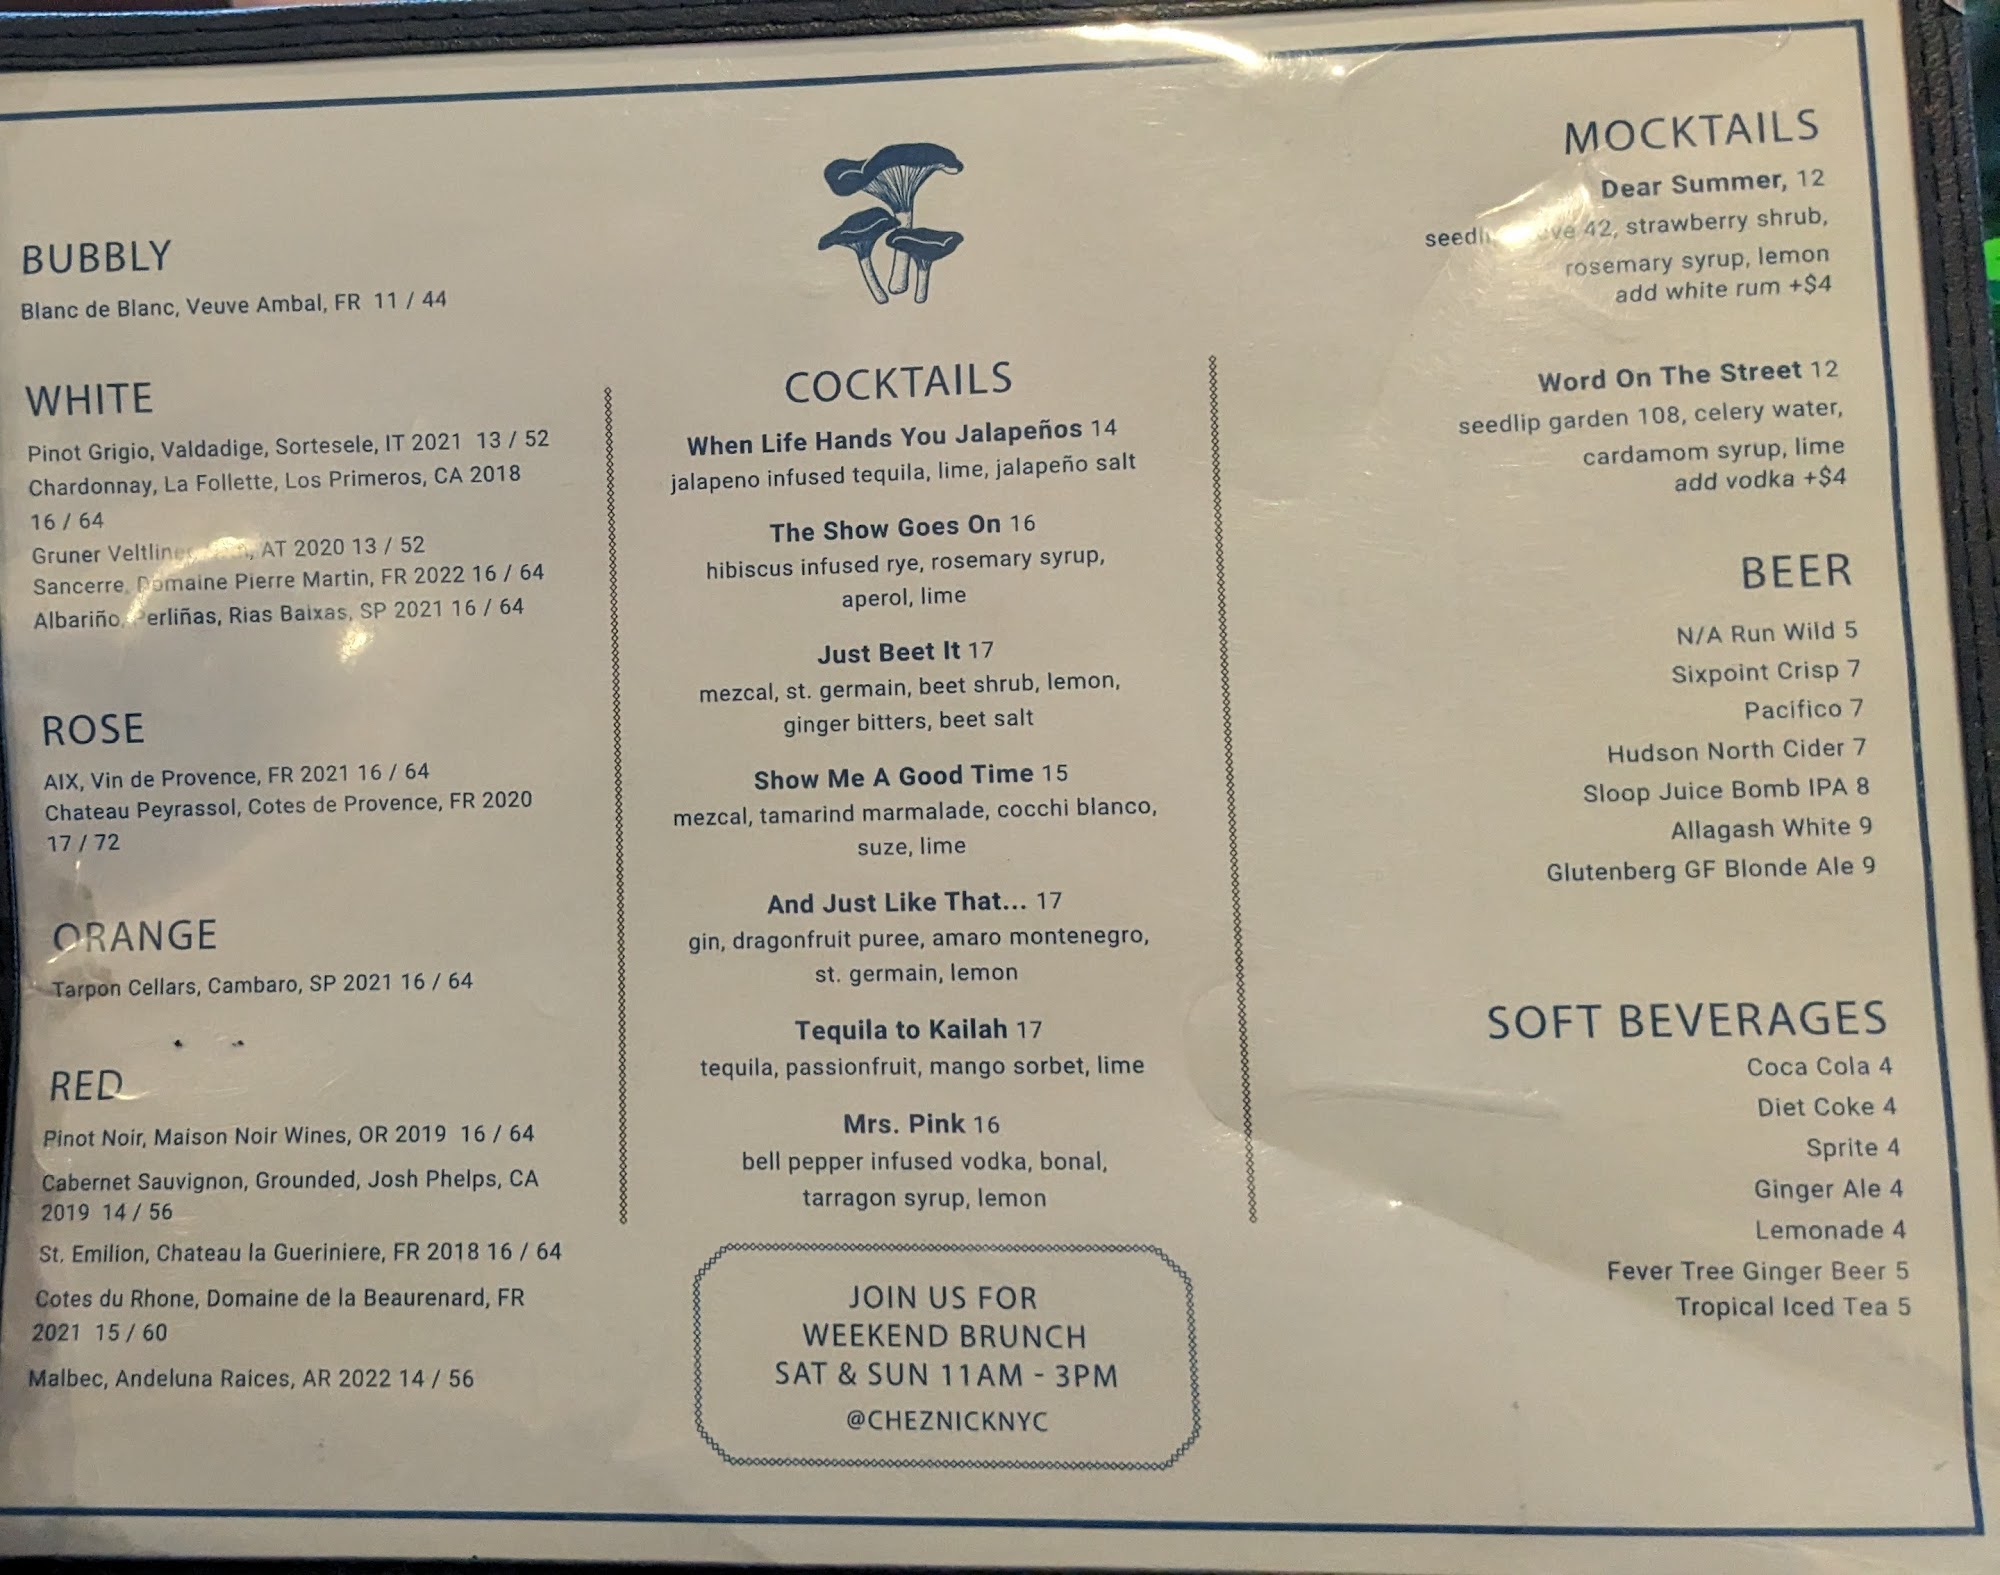 BUBBLY
Blanc de Blanc, Veuve Ambal, FR 11 / 44
WHITE
Pinot Grigio, Valdadige, Sortesele, IT 2021 13 / 52
Chardonnay, La Follette, Los Primeros, CA 2018
16 / 64
Gruner AT 2020 13 / 52
Sancerre, Domaine Pierre Martin, FR 2022 16 / 64
Albariño, Perliñas, Rias Baixas, SP 2021 16 / 64
ROSE
AIX, Vin de Provence, FR 2021 16 / 64
Chateau Peyrassol, Cotes de Provence, FR 2020
17 / 72
ORANGE
Tarpon Cellars, Cambaro, SP 2021 16 / 64
RED
Pinot Noir, Maison Noir Wines, OR 2019 16 / 64
Cabernet Sauvignon, Grounded, Josh Phelps, CA
2019 14 / 56
St. Emilion, Chateau la Gueriniere, FR 2018 16 / 64
Cotes du Rhone, Domaine de la Beaurenard, FR
2021 15 / 60
Malbec, Andeluna Raices, AR 2022 14 / 56
COCKTAILS
When Life Hands You Jalapeños 14
jalapeno infused tequila, lime, jalapeño salt
The Show Goes On 16
hibiscus infused rye, rosemary syrup,
aperol, lime
Just Beet It 17
mezcal, st. germain, beet shrub, lemon,
ginger bitters, beet salt
Show Me A Good Time 15
mezcal, tamarind marmalade, cocchi blanco,
suze, lime
And Just Like That... 17
gin, dragonfruit puree, amaro montenegro,
st. germain, lemon
Tequila to Kailah 17
tequila, passionfruit, mango sorbet, lime
Mrs. Pink 16
bell pepper infused vodka, bonal,
tarragon syrup, lemon
JOIN US FOR
WEEKEND BRUNCH
SAT & SUN 11AM - 3PM
@CHEZNICKNYC
MOCKTAILS
Dear Summer, 12
42, strawberry shrub,
rosemary syrup, lemon
add white rum +$4
Word On The Street 12
seedlip garden 108, celery water,
cardamom syrup, lime
add vodka +$4
BEER
N/A Run Wild 5
Sixpoint Crisp 7
Pacifico 7
Hudson North Cider 7
Sloop Juice Bomb IPA 8
Allagash White 9
Glutenberg GF Blonde Ale 9
SOFT BEVERAGES
Coca Cola 4
Diet Coke 4
Sprite 4
Ginger Ale 4
Lemonade 4
Fever Tree Ginger Beer 5
Tropical Iced Tea 5